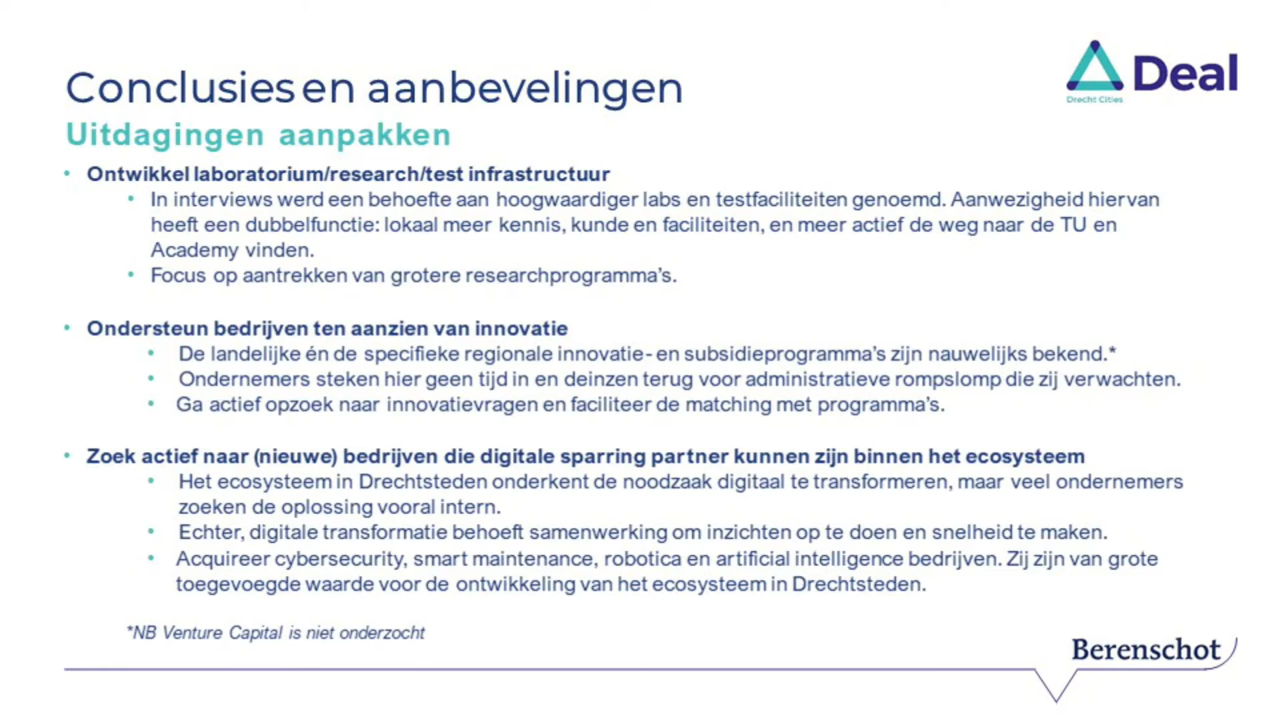 Conclusies en aanbevelingen
Deal
Drecht Cities
Uitdagingen aanpakken
• Ontwikkel laboratorium/research/test infrastructuur
• In interviews werd een behoefte aan hoogwaardiger labs en testfaciliteiten genoemd. Aanwezigheid hiervan
heeft een dubbelfunctie: lokaal meer kennis, kunde en faciliteiten, en meer actief de weg naar de TU en
Academy vinden.
• Focus op aantrekken van grotere researchprogramma's.
• Ondersteun bedrijven ten aanzien van innovatie
• De landelijke én de specifieke regionale innovatie- en subsidieprogramma's zijn nauwelijks bekend.*
• Ondernemers steken hier geen tijd in en deinzen terug voor administratieve rompslomp die zij verwachten.
• Ga actief opzoek naar innovatievragen en faciliteer de matching met programma's.
• Zoek actief naar (nieuwe) bedrijven die digitale sparring partner kunnen zijn binnen het ecosysteem
• Het ecosysteem in Drechtsteden onderkent de noodzaak digitaal te transformeren, maar veel ondernemers
zoeken de oplossing vooral intern.
• Echter, digitale transformatie behoeft samenwerking om inzichten op te doen en snelheid te maken.
• Acquireer cybersecurity, smart maintenance, robotica en artificial intelligence bedrijven. Zij zijn van grote
toegevoegde waarde voor de ontwikkeling van het ecosysteem in Drechtsteden.
*NB Venture Capital is niet onderzocht
Berenschot